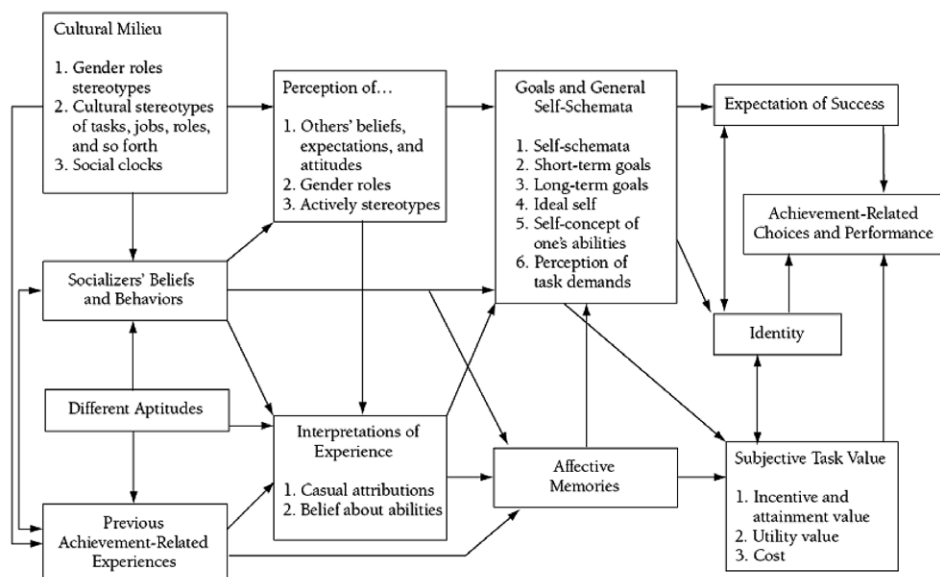 Cultural Milieu
1. Gender roles
stereotypes
2. Cultural stereotypes
of tasks, jobs, roles,
and so forth
3. Social clocks
Perception of...
1. Others' beliefs,
expectations, and
attitudes
2. Gender roles
3. Actively stereotypes
Goals and General
Self-Schemata
1. Self-schemata
2. Short-term goals
3. Long-term goals
4. Ideal self
5. Self-concept of
one's abilities
6. Perception of
task demands
Expectation of Success
Achievement-Related
Choices and Performance
Socializers' Beliefs
and Behaviors
Identity
Different Aptitudes
Interpretations of
Experience
1. Casual attributions
2. Belief about abilities
Affective
Memories
Subjective Task Value
1. Incentive and
attainment value
2. Utility value
3. Cost
Previous
Achievement-Related
Experiences